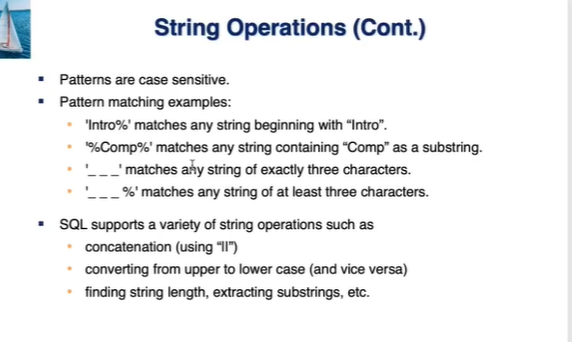 String Operations (Cont.)
Patterns are case sensitive.
Pattern matching examples:
'Intro%' matches any string beginning with “Intro”.
'%Comp%' matches any string containing “Comp” as a substring.
'_ _ _' matches any string of exactly three characters.
'_ _ _ %' matches any string of at least three characters.
SQL supports a variety of string operations such as
concatenation (using “||”)
converting from upper to lower case (and vice versa)
finding string length, extracting substrings, etc.